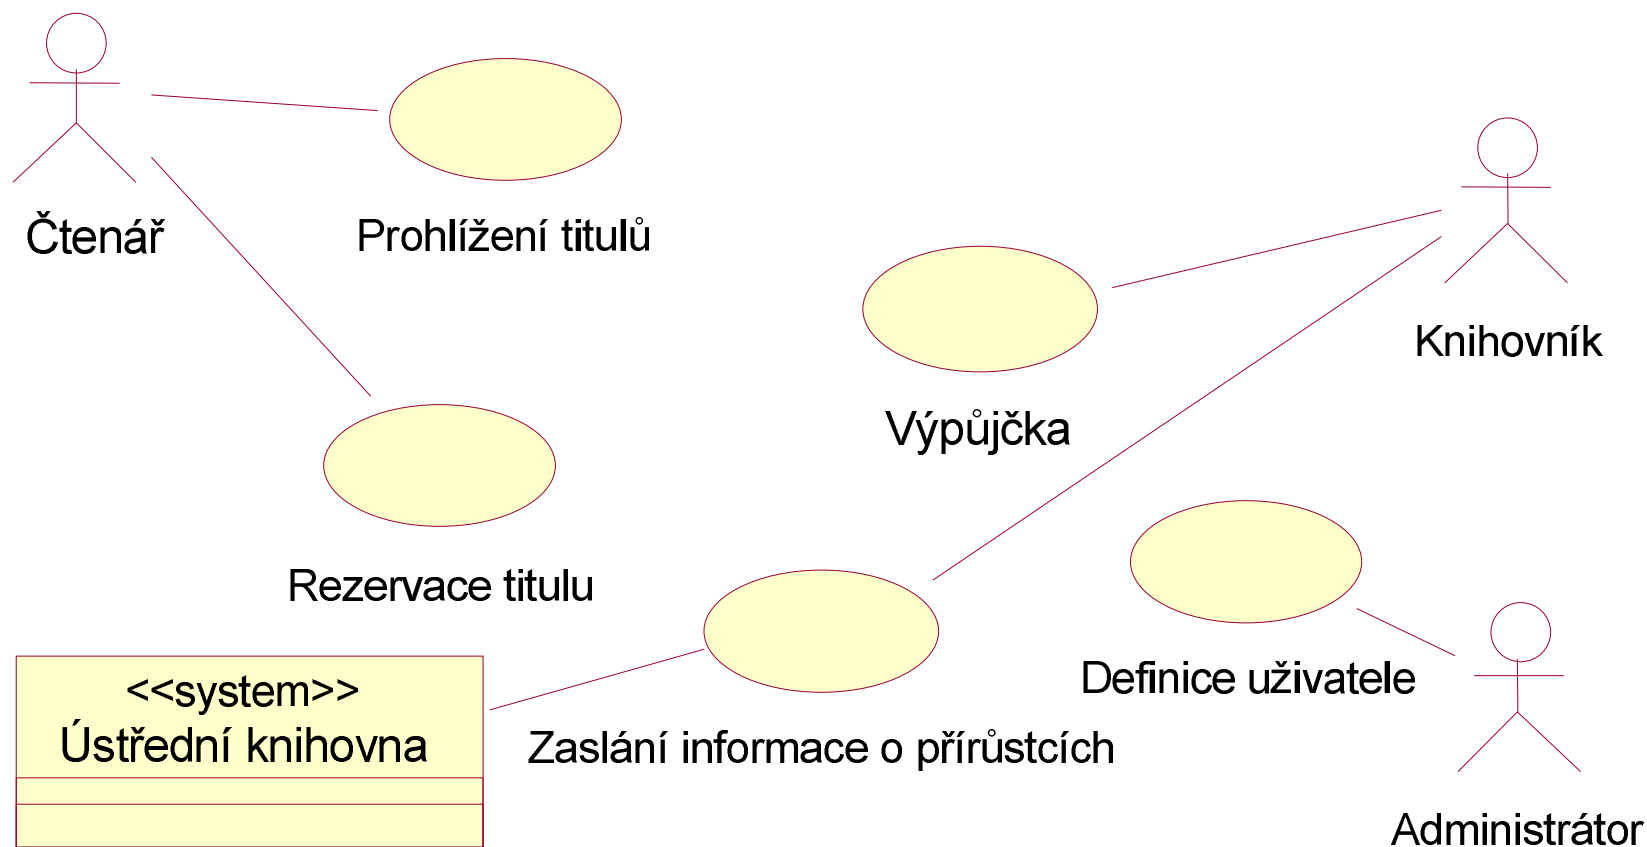 Čtenář
Prohlížení titulů
Knihovník
Výpůjčka
Rezervace titulu
Definice uživatele
<<system>>
Ústřední knihovna
Zaslání informace o přírůstcích
Administrátor